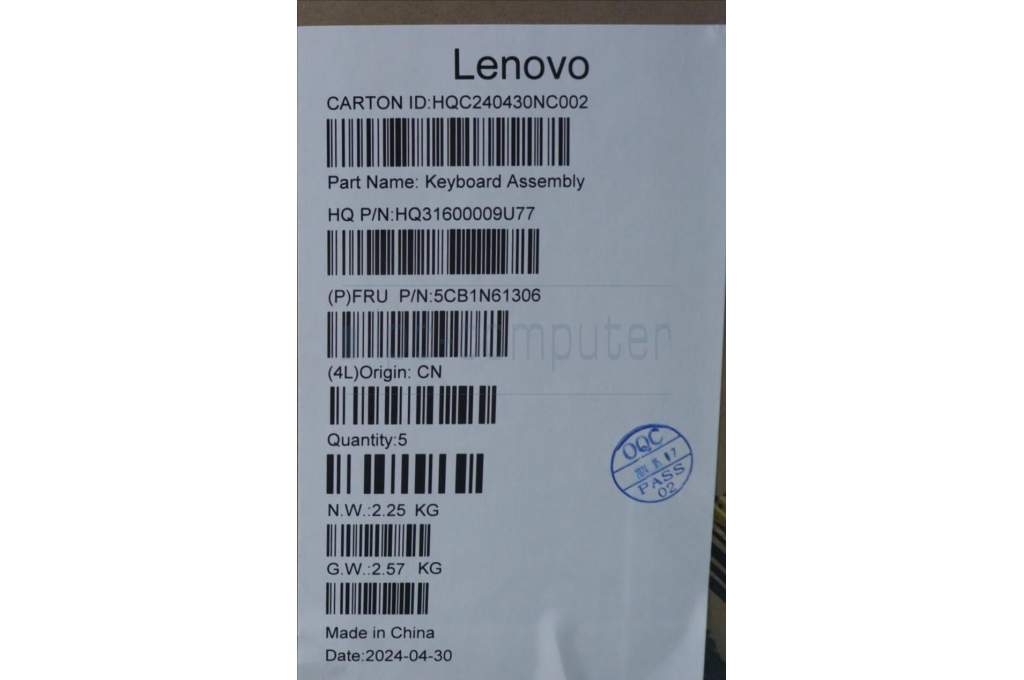 Lenovo
CARTON ID:HQC240430NC002
Part Name: Keyboard Assembly
HQ P/N:HQ31600009U77
(P)FRU  P/N:5CB1N61306
computer
(4L)Origin: CN
Quantity:5
OQC
PASS
02
N.W.:2.25 KG
G.W.:2.57 KG
Made in China
Date:2024-04-30